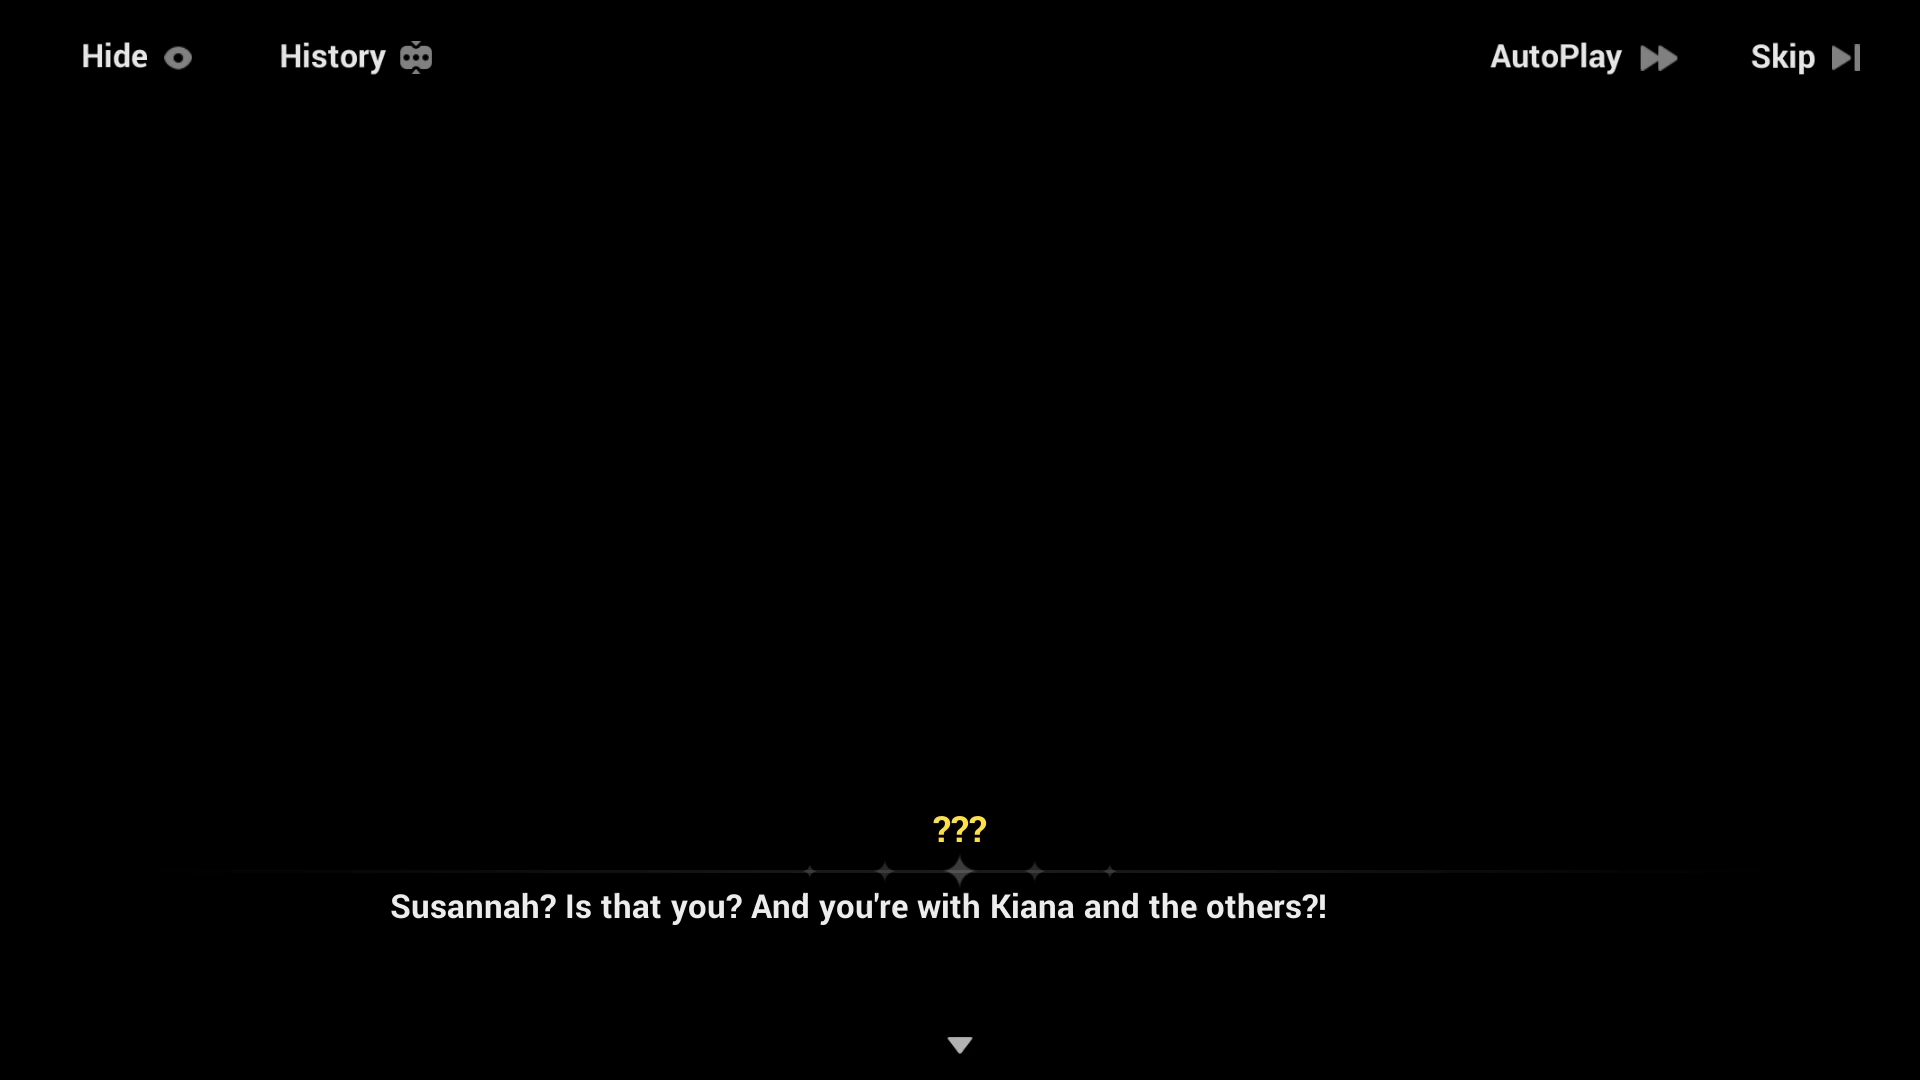 Hide
History
AutoPlay
Skip
???
Susannah? Is that you? And you're with Kiana and the others?!